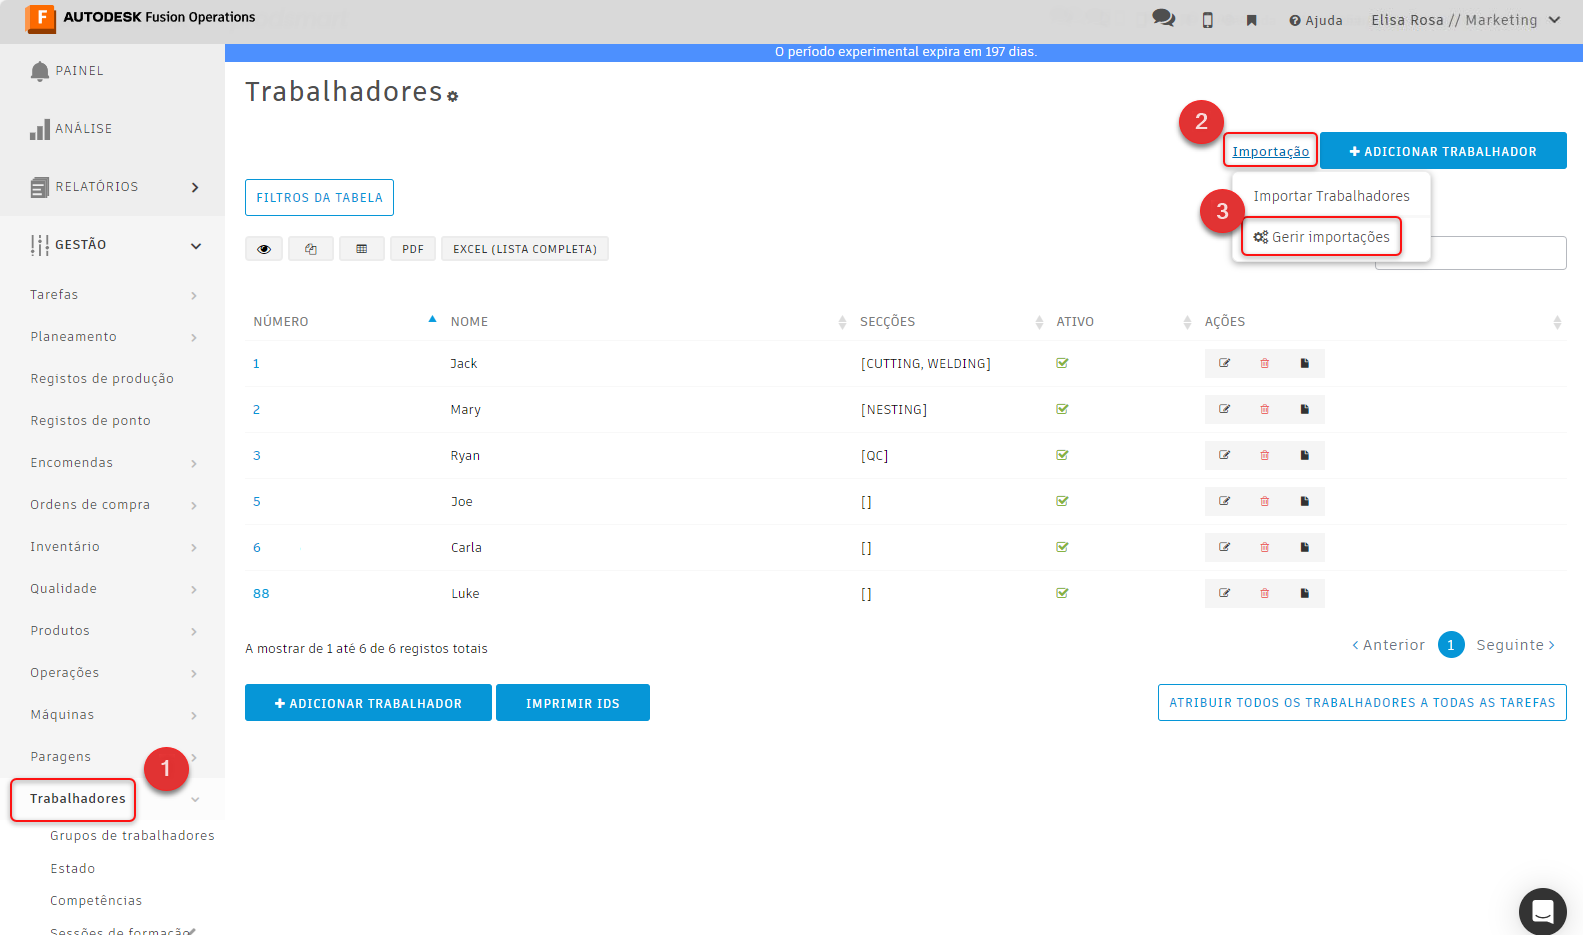 F AUTODESK Fusion Operations
Ajuda
Elisa Rosa // Marketing
O período experimental expira em 197 dias.
PAINEL
ANÁLISE
RELATÓRIOS
GESTÃO
Tarefas
Planeamento
Registos de produção
Registos de ponto
Encomendas
Ordens de compra
Inventário
Qualidade
Produtos
Operações
Máquinas
Paragens
1
Trabalhadores
Grupos de trabalhadores
Estado
Competências
Sessões de formação
Trabalhadores
2
Importação
ADICIONAR TRABALHADOR
Importar Trabalhadores
3
Gerir importações
FILTROS DA TABELA
PDF
EXCEL (LISTA COMPLETA)
NÚMERO NOME SECÇÕES ATIVO AÇÕES
1 Jack [CUTTING, WELDING]
2 Mary [NESTING]
3 Ryan [QC]
5 Joe []
6 Carla []
88 Luke []
A mostrar de 1 até 6 de 6 registos totais
Anterior 1 Seguinte
ADICIONAR TRABALHADOR
IMPRIMIR IDS
ATRIBUIR TODOS OS TRABALHADORES A TODAS AS TAREFAS